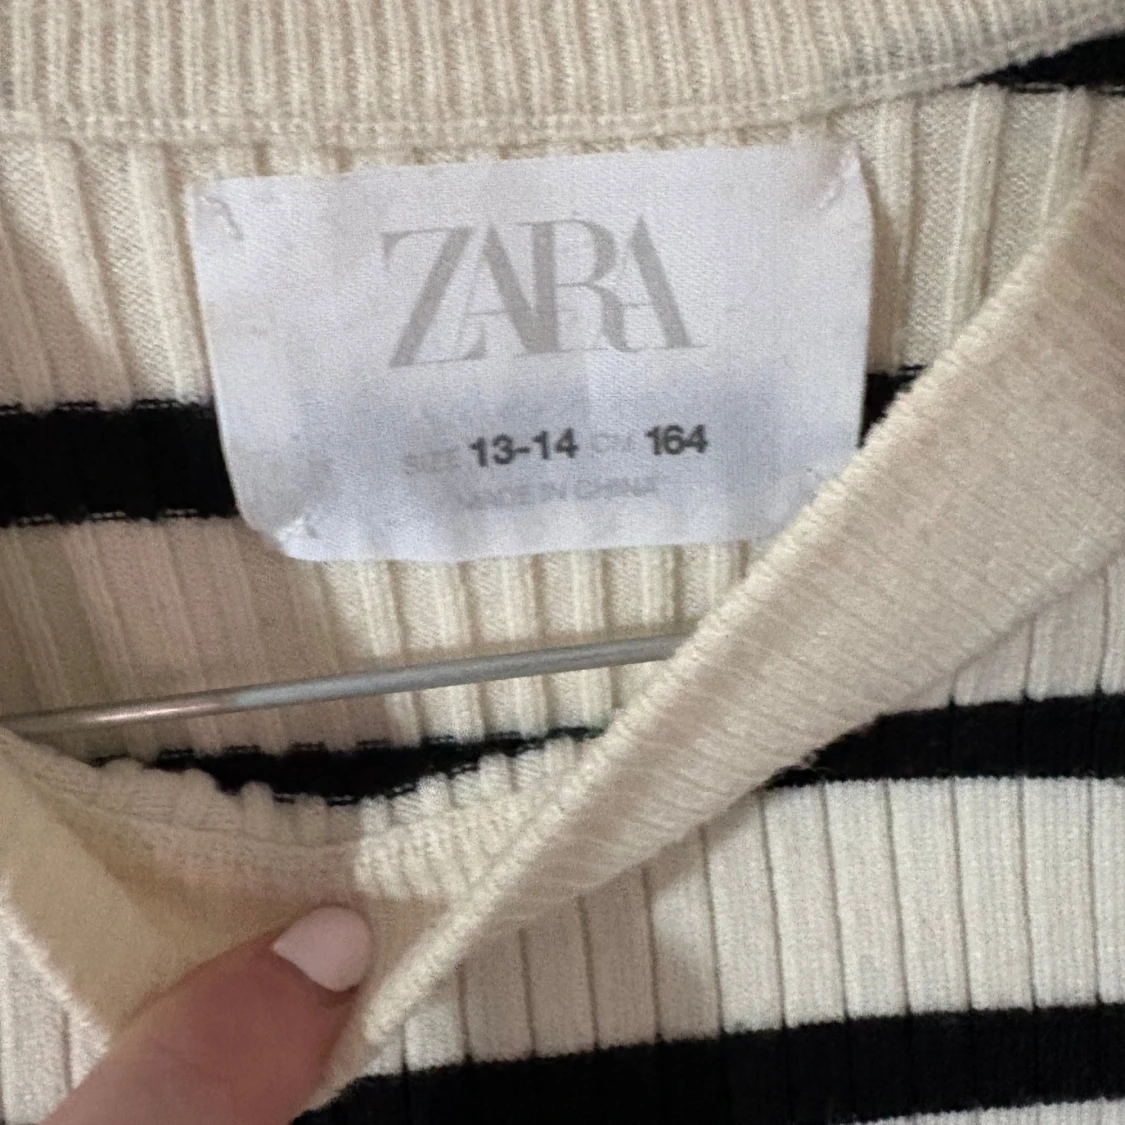 ZARA
SIZE 13-14 CM 164
MADE IN CHINA